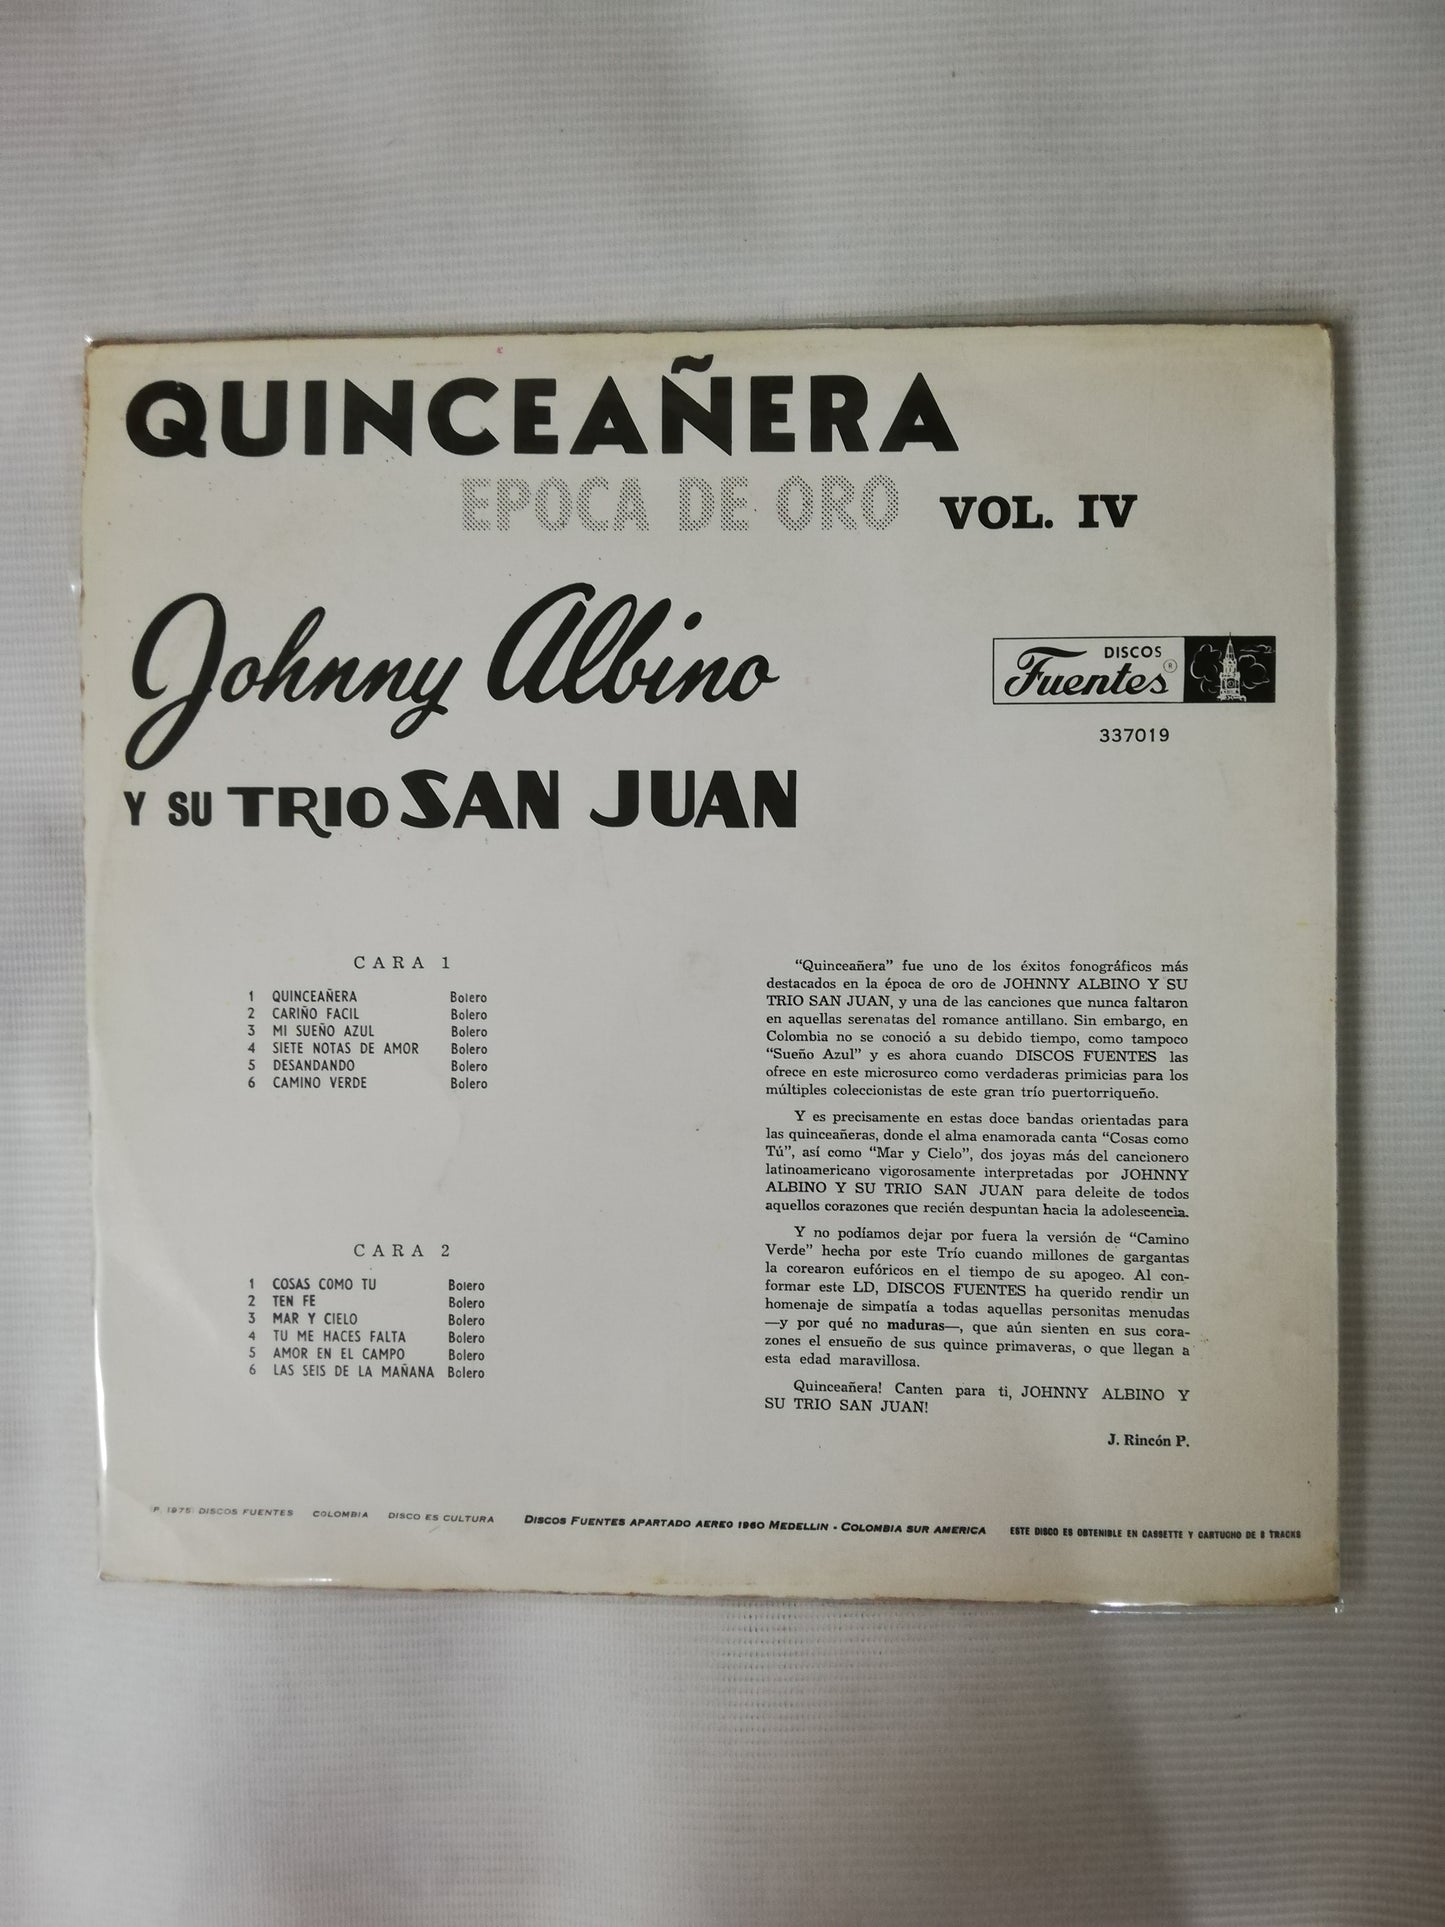 QUINCEAÑERA
EPOCA DE ORO VOL. IV
Johnny Albino
Y SU TRIO SAN JUAN
DISCOS
Fuentes ®
337019
CARA 1
1 QUINCEAÑERA Bolero
2 CARIÑO FACIL Bolero
3 MI SUEÑO AZUL Bolero
4 SIETE NOTAS DE AMOR Bolero
5 DESANDANDO Bolero
6 CAMINO VERDE Bolero
CARA 2
1 COSAS COMO TU Bolero
2 TEN FE Bolero
3 MAR Y CIELO Bolero
4 TU ME HACES FALTA Bolero
5 AMOR EN EL CAMPO Bolero
6 LAS SEIS DE LA MAÑANA Bolero
"Quinceañera" fue uno de los éxitos fonográficos más
destacados en la época de oro de JOHNNY ALBINO Y SU
TRIO SAN JUAN, y una de las canciones que nunca faltaron
en aquellas serenatas del romance antillano. Sin embargo, en
Colombia no se conoció a su debido tiempo, como tampoco
"Sueño Azul" y es ahora cuando DISCOS FUENTES las
ofrece en este microsurco como verdaderas primicias para los
múltiples coleccionistas de este gran trío puertorriqueño.
Y es precisamente en estas doce bandas orientadas para
las quinceañeras, donde el alma enamorada canta "Cosas como
Tú", así como "Mar y Cielo", dos joyas más del cancionero
latinoamericano vigorosamente interpretadas por JOHNNY
ALBINO Y SU TRIO SAN JUAN para deleite de todos
aquellos corazones que recién despuntan hacia la adolescencia.
Y no podíamos dejar por fuera la versión de "Camino
Verde" hecha por este Trío cuando millones de gargantas
la corearon eufóricos en el tiempo de su apogeo. Al con-
formar este LD, DISCOS FUENTES ha querido rendir un
homenaje de simpatía a todas aquellas personitas menudas
—y por qué no maduras—, que aún sienten en sus cora-
zones el ensueño de sus quince primaveras, o que llegan a
esta edad maravillosa.
Quinceañera! Canten para ti, JOHNNY ALBINO Y
SU TRIO SAN JUAN!
J. Rincón P.
(P. 1975) DISCOS FUENTES COLOMBIA DISCO ES CULTURA DISCOS FUENTES APARTADO AEREO 1960 MEDELLIN - COLOMBIA SUR AMERICA ESTE DISCO ES OBTENIBLE EN CASSETTE Y CARTUCHO DE 8 TRACKS